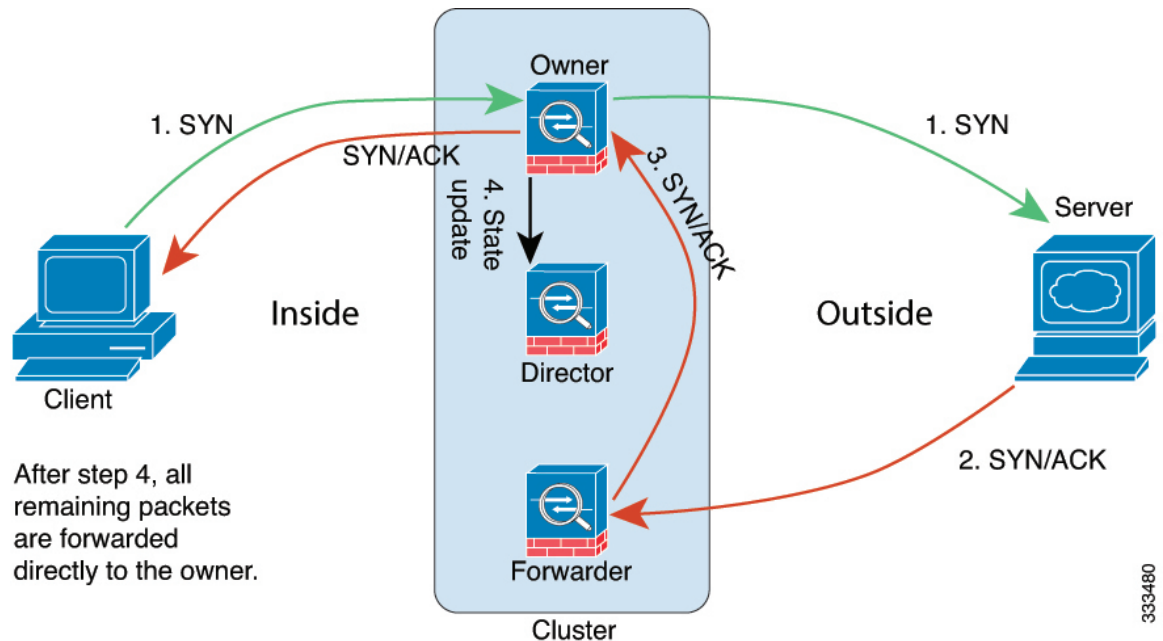 Owner
1. SYN
1. SYN
SYN/ACK
3. SYN/ACK
4. State
update
Server
Inside
Outside
Director
Client
2. SYN/ACK
After step 4, all
remaining packets
are forwarded
directly to the owner.
Forwarder
Cluster
333480